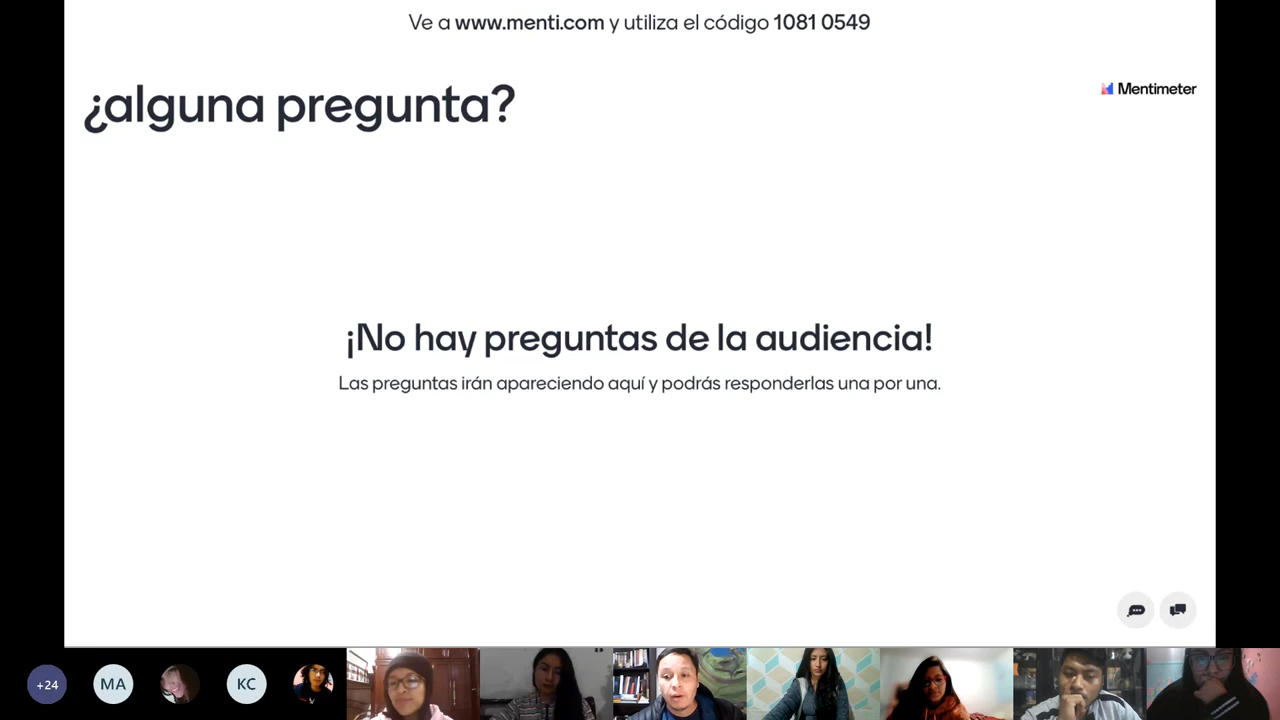 Ve a www.menti.com y utiliza el código 1081 0549
¿alguna pregunta?
Mentimeter
¡No hay preguntas de la audiencia!
Las preguntas irán apareciendo aquí y podrás responderlas una por una.
+24
MA
KC